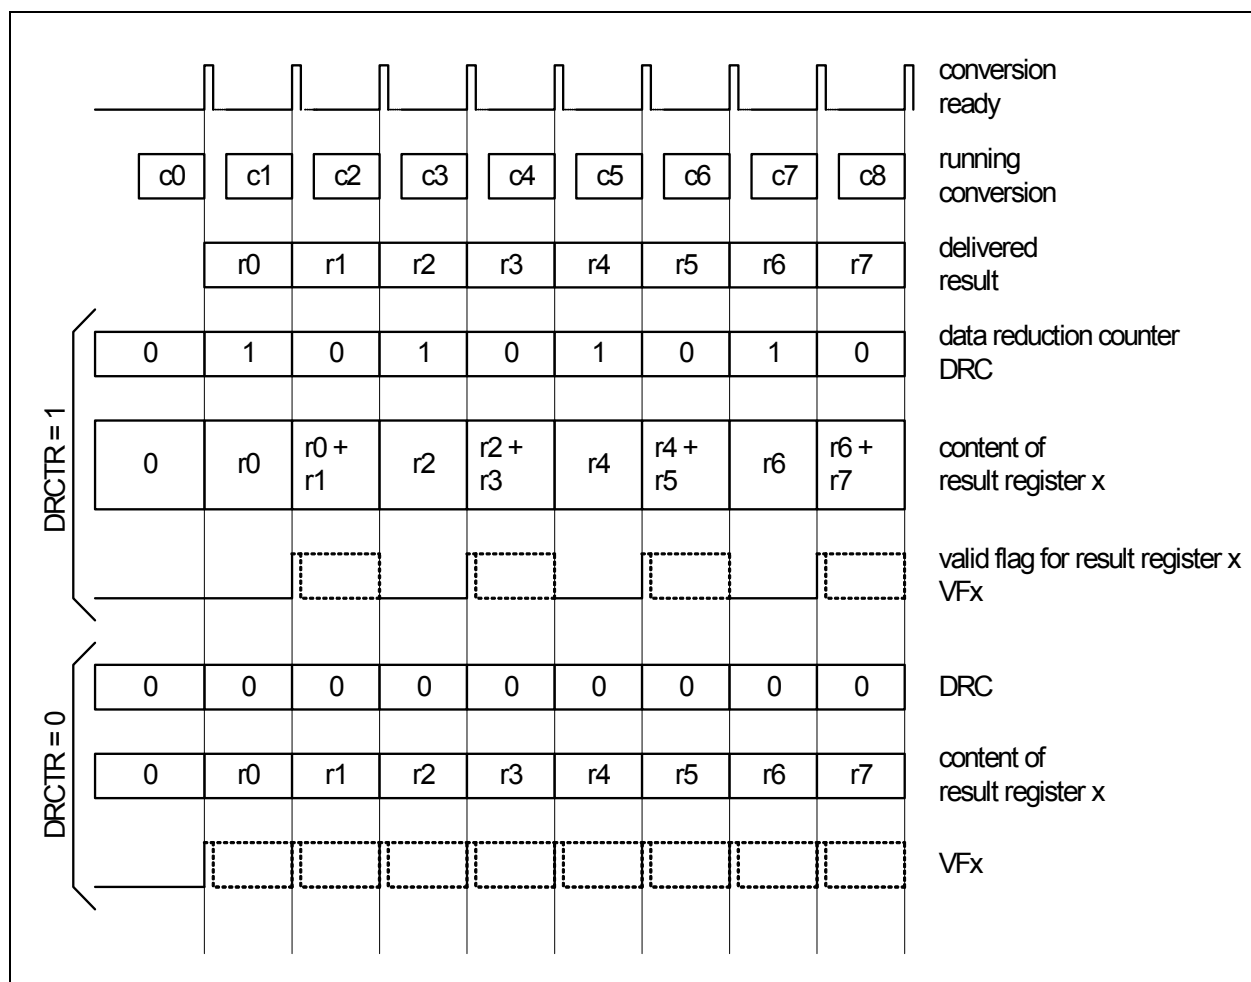 conversion
ready
c0 c1 c2 c3 c4 c5 c6 c7 c8
running
conversion
r0 r1 r2 r3 r4 r5 r6 r7
delivered
result
DRCTR = 1
0 1 0 1 0 1 0 1 0
data reduction counter
DRC
0 r0 r0 + r1 r2 r2 + r3 r4 r4 + r5 r6 r6 + r7
content of
result register x
valid flag for result register x
VFx
DRCTR = 0
0 0 0 0 0 0 0 0 0
DRC
0 r0 r1 r2 r3 r4 r5 r6 r7
content of
result register x
VFx